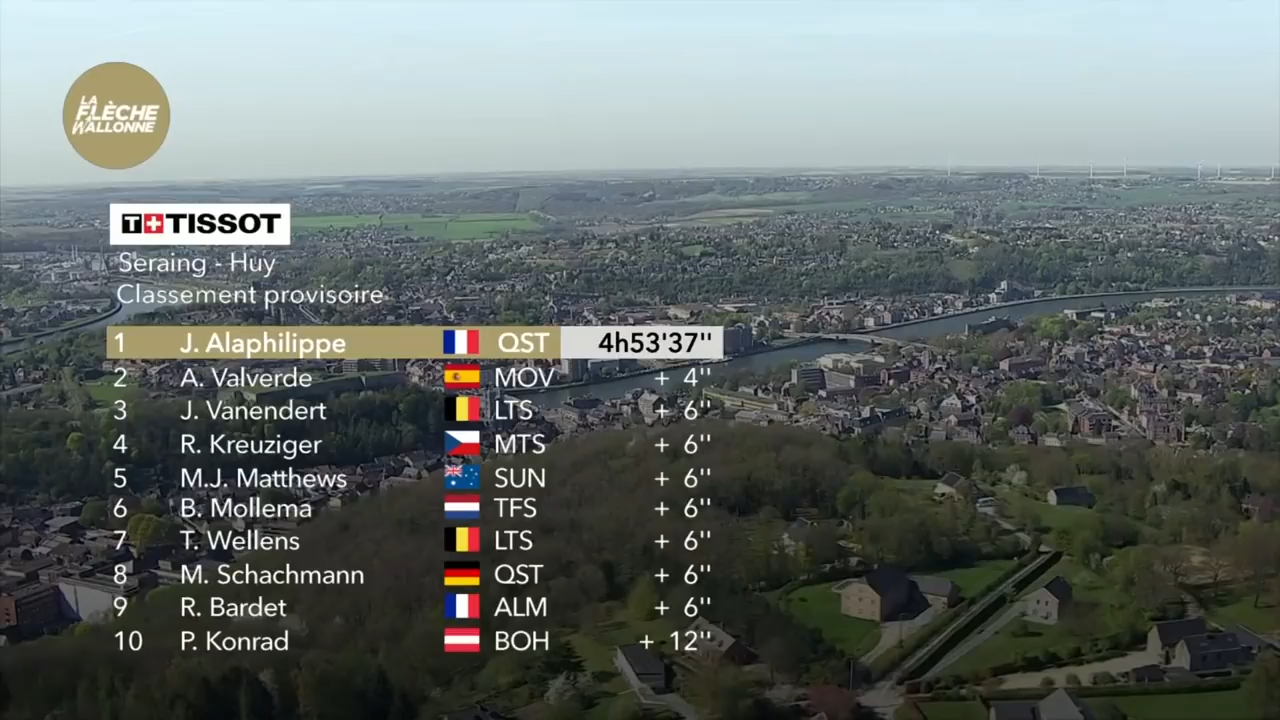 LA
FLÈCHE
WALLONNE
T+TISSOT
Seraing - Huy
Classement provisoire
1 J. Alaphilippe QST 4h53'37''
2 A. Valverde MOV + 4''
3 J. Vanendert LTS + 6''
4 R. Kreuziger MTS + 6''
5 M.J. Matthews SUN + 6''
6 B. Mollema TFS + 6''
7 T. Wellens LTS + 6''
8 M. Schachmann QST + 6''
9 R. Bardet ALM + 6''
10 P. Konrad BOH + 12''